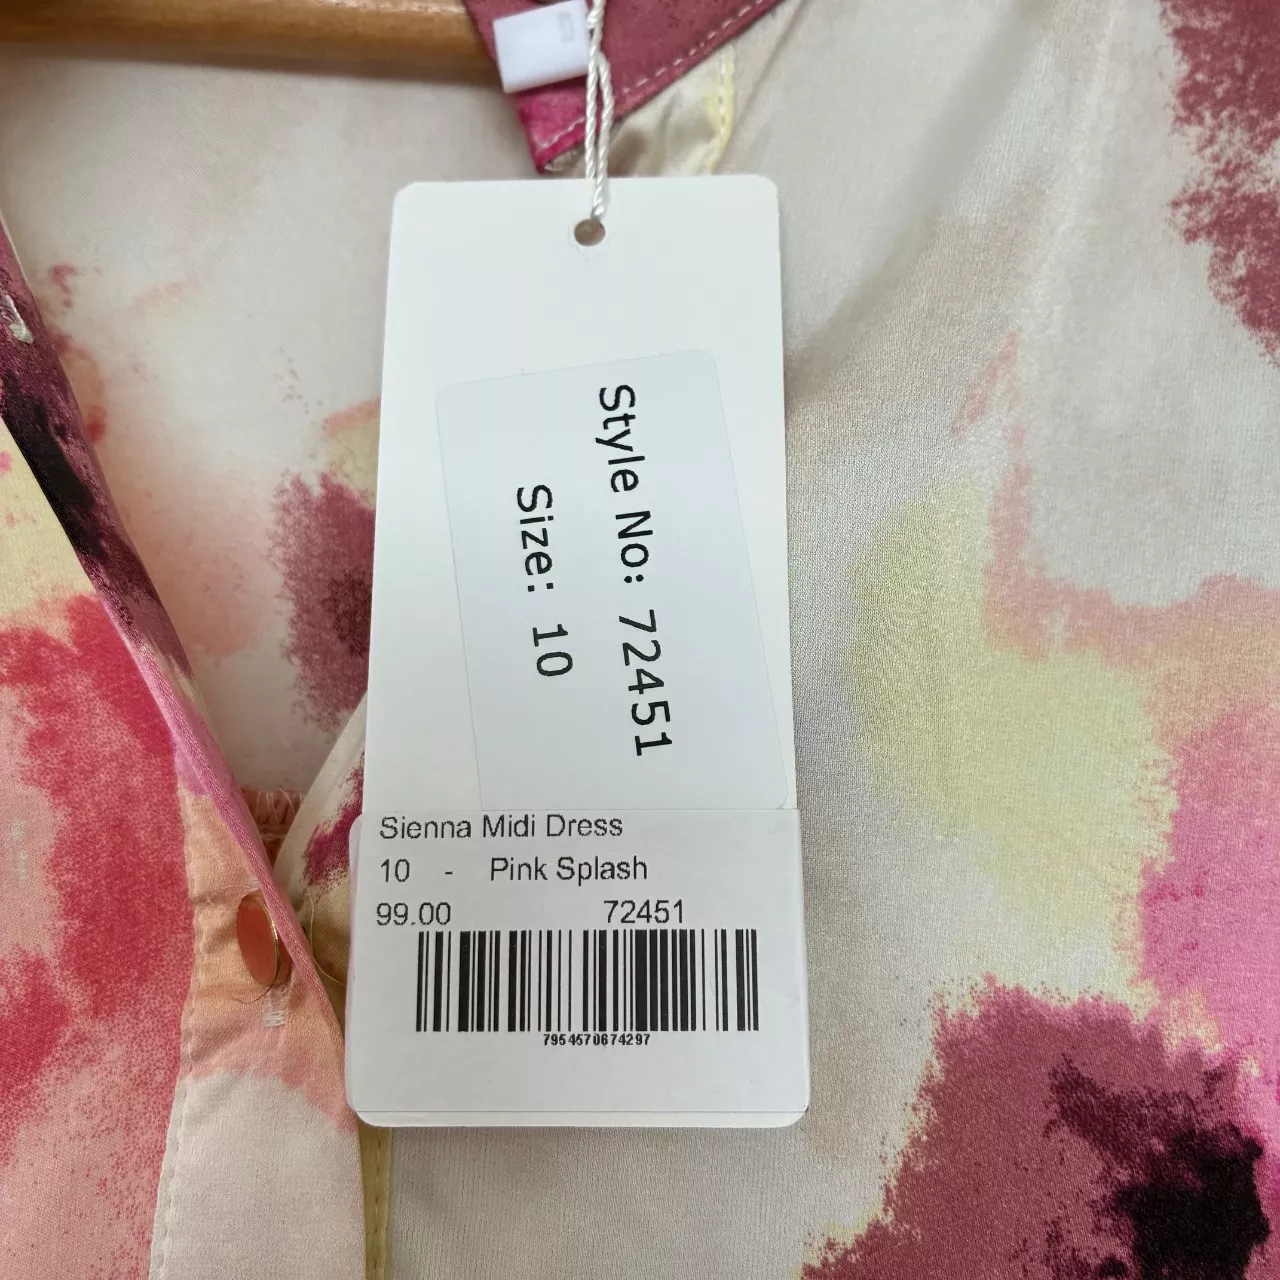 Style No: 72451
Size: 10
Sienna Midi Dress
10 - Pink Splash
99.00 72451
7954570674297